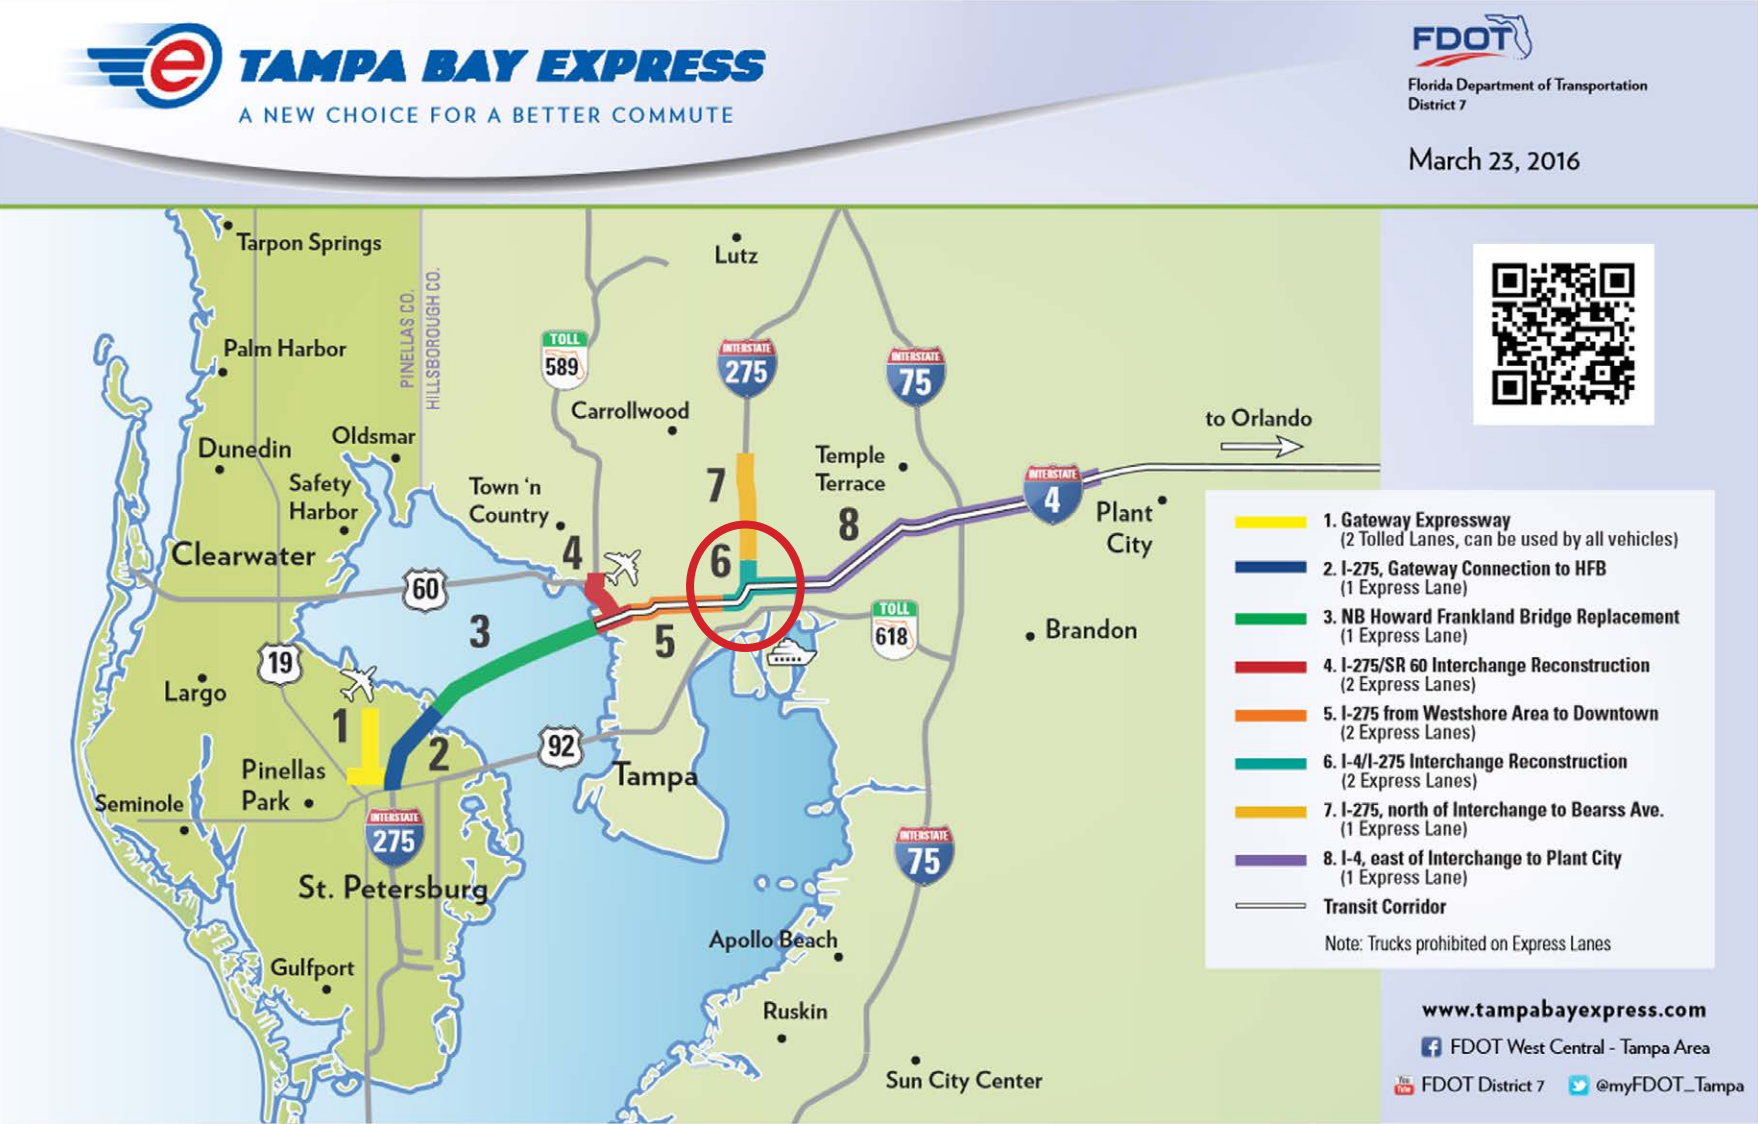 e TAMPA BAY EXPRESS
A NEW CHOICE FOR A BETTER COMMUTE
FDOT
Florida Department of Transportation
District 7
March 23, 2016
Tarpon Springs
Lutz
PINELLAS CO.
HILLSBOROUGH CO.
Palm Harbor
TOLL
589
INTERSTATE
275
INTERSTATE
75
Carrollwood
to Orlando
Dunedin
Oldsmar
Temple
Terrace
Safety
Harbor
Town 'n
Country
7
8
INTERSTATE
4
Plant
City
Clearwater
4
6
60
3
5
TOLL
618
Brandon
19
Largo
1
2
92
Pinellas
Park
Tampa
Seminole
INTERSTATE
275
INTERSTATE
75
St. Petersburg
Apollo Beach
Gulfport
Ruskin
Sun City Center
1. Gateway Expressway
(2 Tolled Lanes, can be used by all vehicles)
2. I-275, Gateway Connection to HFB
(1 Express Lane)
3. NB Howard Frankland Bridge Replacement
(1 Express Lane)
4. I-275/SR 60 Interchange Reconstruction
(2 Express Lanes)
5. I-275 from Westshore Area to Downtown
(2 Express Lanes)
6. I-4/I-275 Interchange Reconstruction
(2 Express Lanes)
7. I-275, north of Interchange to Bearss Ave.
(1 Express Lane)
8. I-4, east of Interchange to Plant City
(1 Express Lane)
Transit Corridor
Note: Trucks prohibited on Express Lanes
www.tampabayexpress.com
f FDOT West Central - Tampa Area
You Tube FDOT District 7 @myFDOT_Tampa